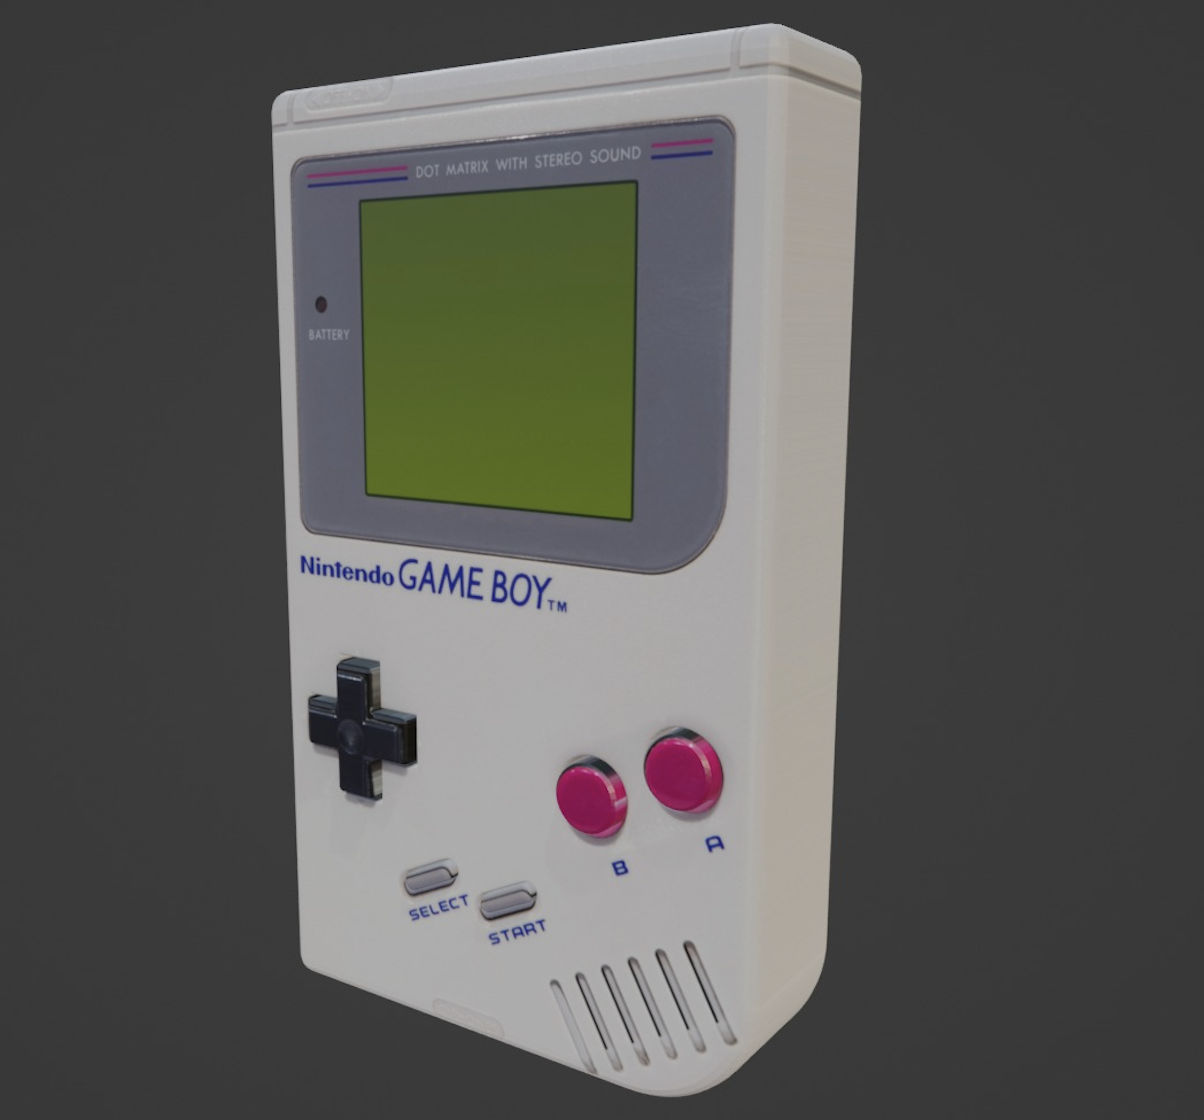 DOT MATRIX WITH STEREO SOUND
BATTERY
Nintendo GAME BOY™
B A
SELECT
START